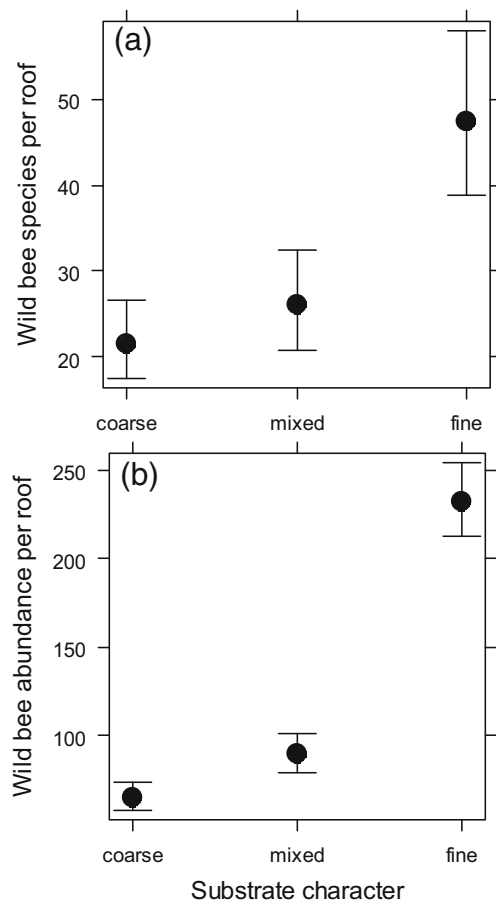 (a)
Wild bee species per roof
50
40
30
20
coarse mixed fine
(b)
Wild bee abundance per roof
250
200
150
100
coarse mixed fine
Substrate character